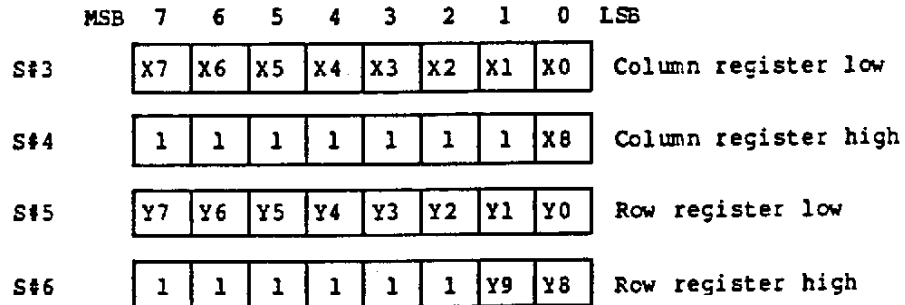 MSB 7 6 5 4 3 2 1 0 LSB
S#3 X7 X6 X5 X4 X3 X2 X1 X0 Column register low
S#4 1 1 1 1 1 1 1 X8 Column register high
S#5 Y7 Y6 Y5 Y4 Y3 Y2 Y1 Y0 Row register low
S#6 1 1 1 1 1 1 Y9 Y8 Row register high